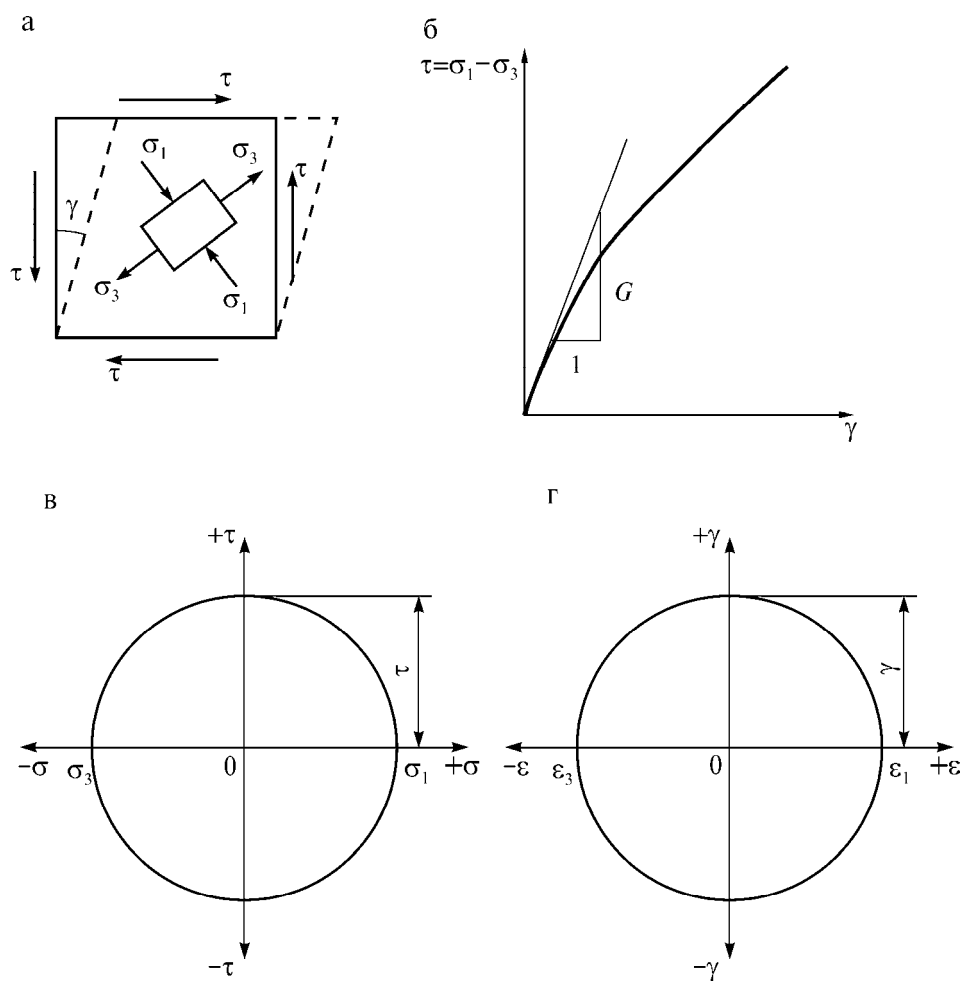 а
τ
σ₁
σ₃
τ
γ
τ
σ₃
σ₁
τ
б
τ=σ₁−σ₃
G
1
γ
в
+τ
τ
−σ
σ₃
0
σ₁
+σ
−τ
г
+γ
γ
−ε
ε₃
0
ε₁
+ε
−γ